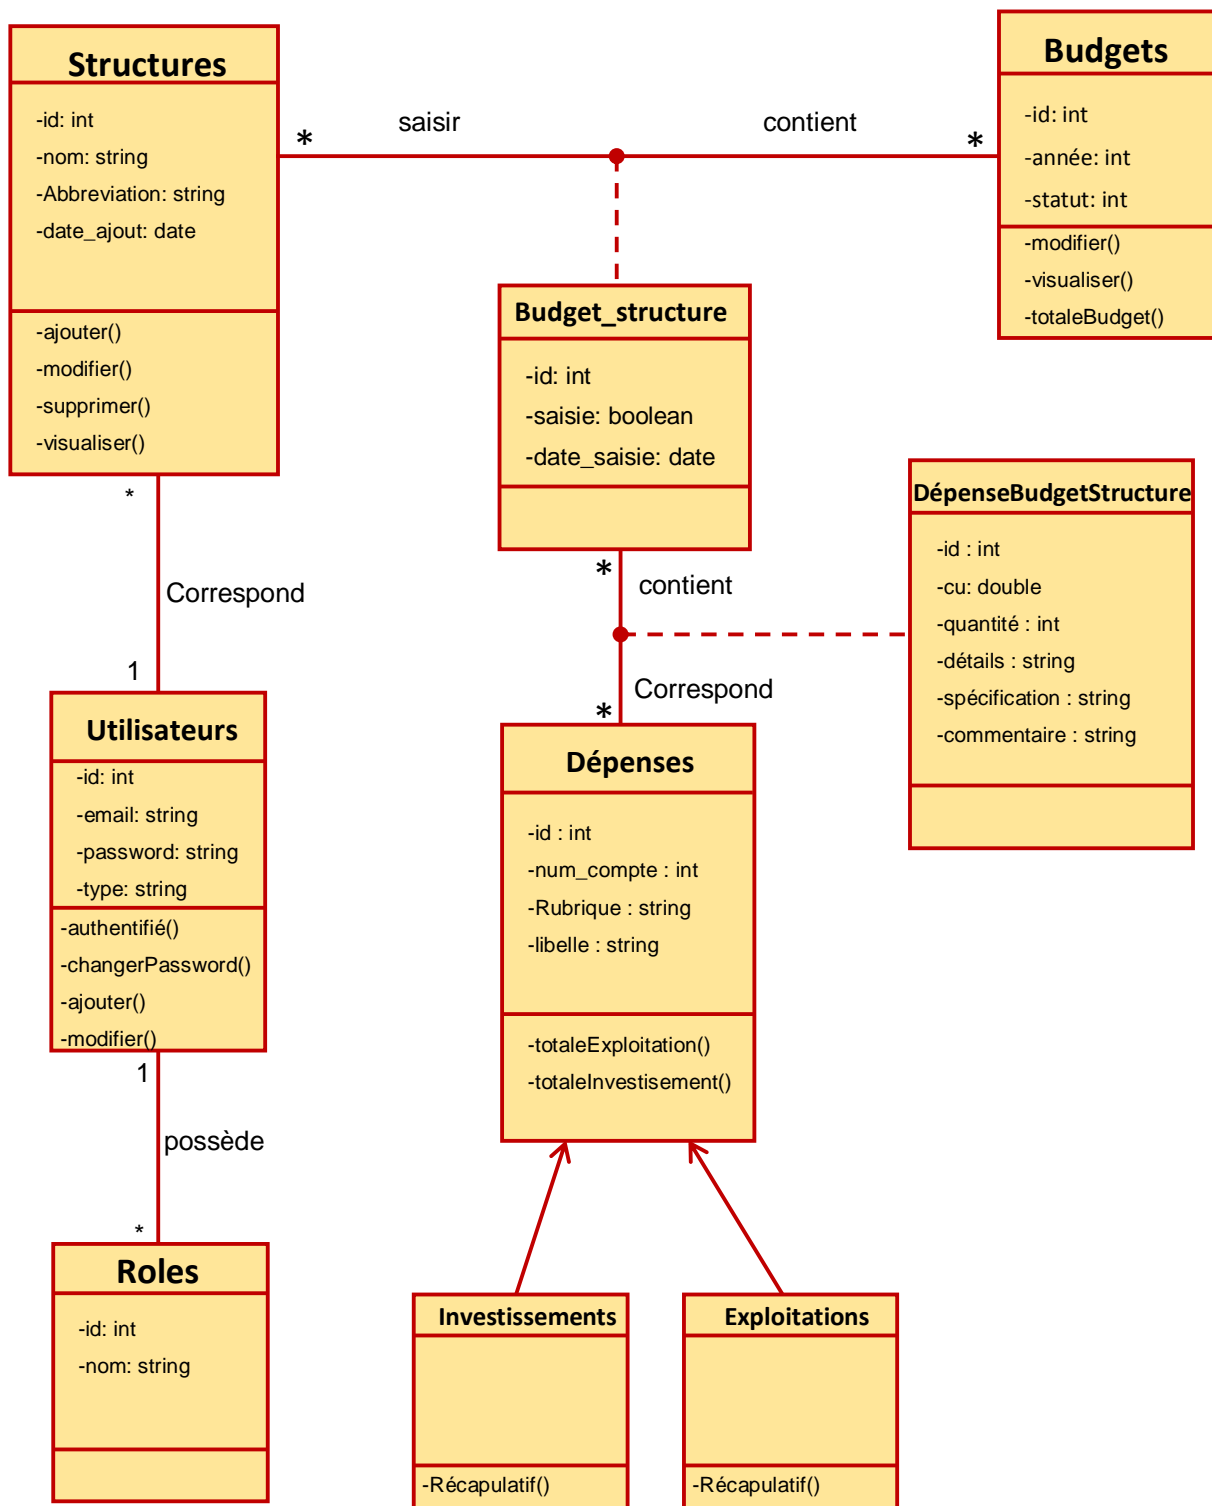 Structures
-id: int
-nom: string
-Abbreviation: string
-date_ajout: date
-ajouter()
-modifier()
-supprimer()
-visualiser()
*
saisir
contient
*
Budgets
-id: int
-année: int
-statut: int
-modifier()
-visualiser()
-totaleBudget()
Budget_structure
-id: int
-saisie: boolean
-date_saisie: date
*
contient
Correspond
*
DépenseBudgetStructure
-id : int
-cu: double
-quantité : int
-détails : string
-spécification : string
-commentaire : string
*
Correspond
1
Utilisateurs
-id: int
-email: string
-password: string
-type: string
-authentifié()
-changerPassword()
-ajouter()
-modifier()
1
possède
*
Dépenses
-id : int
-num_compte : int
-Rubrique : string
-libelle : string
-totaleExploitation()
-totaleInvestisement()
Roles
-id: int
-nom: string
Investissements
-Récapulatif()
Exploitations
-Récapulatif()